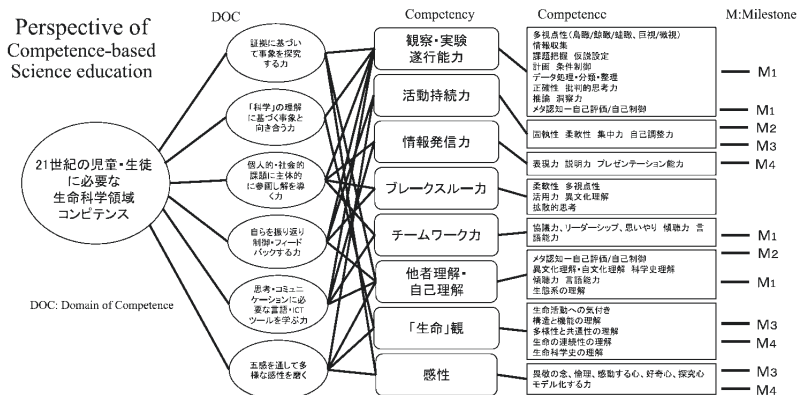 Perspective of
Competence-based
Science education
DOC
Competency
Competence
M:Milestone
21世紀の児童・生徒
に必要な
生命科学領域
コンピテンス
DOC: Domain of Competence
証拠に基づい
て事象を探究
する力
「科学」の理解
に基づく事象と
向き合う力
個人的・社会的
課題に主体的
に参画し解を導
く力
自らを振り返り
制御・フィード
バックする力
思考・コミュニ
ケーションに必
要な言語・ICT
ツールを学ぶ力
五感を通して多
様な感性を磨く
観察・実験
遂行能力
活動持続力
情報発信力
ブレークスルー力
チームワーク力
他者理解・
自己理解
「生命」観
感性
多視点性(鳥瞰/鯨瞰/蛙瞰、巨視/微視)
情報収集
課題把握 仮説設定
計画 条件制御
データ処理・分類・整理
正確性 批判的思考力
推論 洞察力
メタ認知ー自己評価/自己制御
固執性 柔軟性 集中力 自己調整力
表現力 説明力 プレゼンテーション能力
柔軟性 多視点性
活用力 異文化理解
拡散的思考
協議力、リーダーシップ、思いやり 傾聴力 言
語能力
メタ認知ー自己評価/自己制御
異文化理解・自文化理解 科学史理解
傾聴力 言語能力
生態系の理解
生命活動への気付き
構造と機能の理解
多様性と共通性の理解
生命の連続性の理解
生命科学史の理解
畏敬の念、倫理、感動する心、好奇心、探究心
モデル化する力
M1
M1
M2
M3
M4
M1
M2
M1
M3
M4
M3
M4